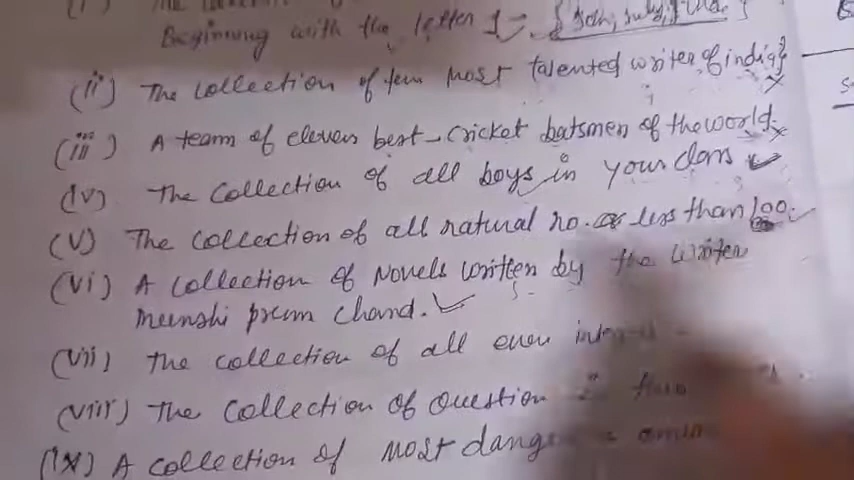 Beginning with the letter J
(ii) The collection of ten most talented writer of india
(iii) A team of eleven best-cricket batsmen of the world.
(iv) The collection of all boys in your class
(v) The collection of all natural no. less than 100.
(vi) A collection of Novels written by the writer
munshi prem chand.
(vii) The collection of all even
(viii) The collection of Question
(ix) A collection of most